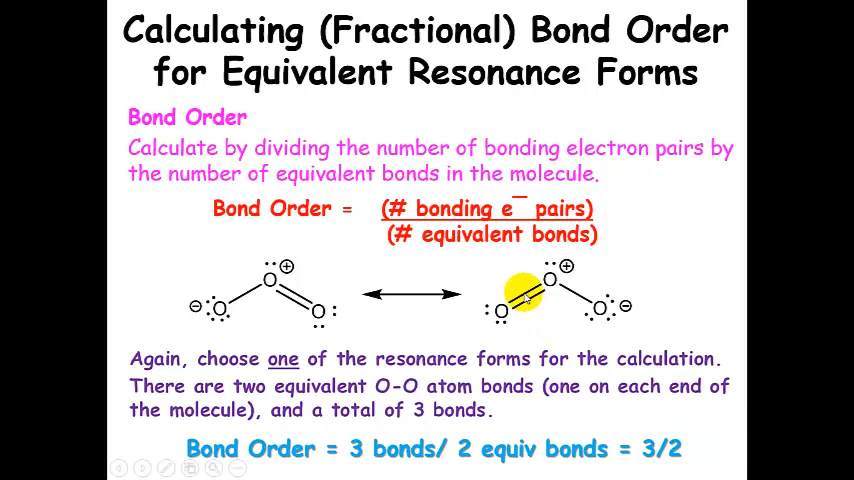 Calculating (Fractional) Bond Order
for Equivalent Resonance Forms
Bond Order
Calculate by dividing the number of bonding electron pairs by
the number of equivalent bonds in the molecule.
Bond Order = (# bonding e¯ pairs)
(# equivalent bonds)
O ⊕ O ⊖ O
O ⊕ O O ⊖
Again, choose one of the resonance forms for the calculation.
There are two equivalent O-O atom bonds (one on each end of
the molecule), and a total of 3 bonds.
Bond Order = 3 bonds/ 2 equiv bonds = 3/2